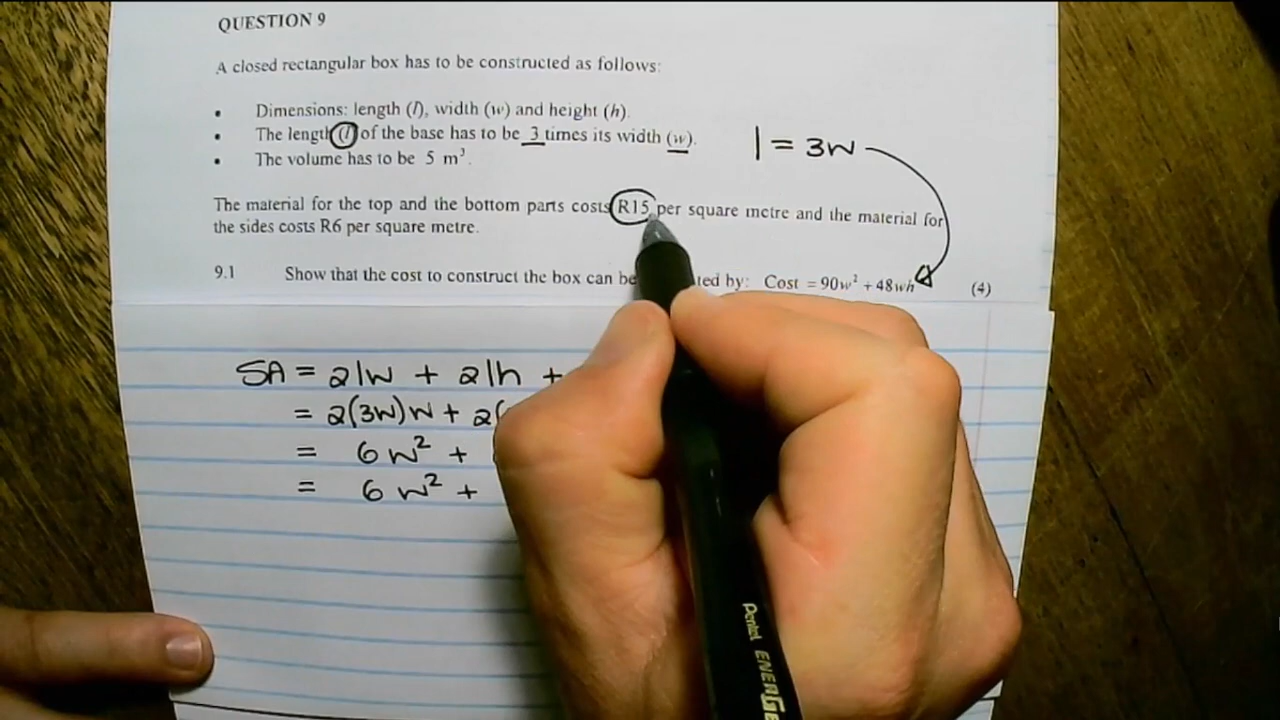 QUESTION 9
A closed rectangular box has to be constructed as follows:
• Dimensions: length (l), width (w) and height (h).
• The length (l) of the base has to be 3 times its width (w).
l = 3w
• The volume has to be 5 m³.
The material for the top and the bottom parts costs R15 per square metre and the material for
the sides costs R6 per square metre.
9.1 Show that the cost to construct the box can be ted by: Cost = 90w² + 48wh (4)
SA = 2lw + 2lh +
= 2(3w)w + 2(
= 6w² +
= 6w² +
Pentel ENERGE